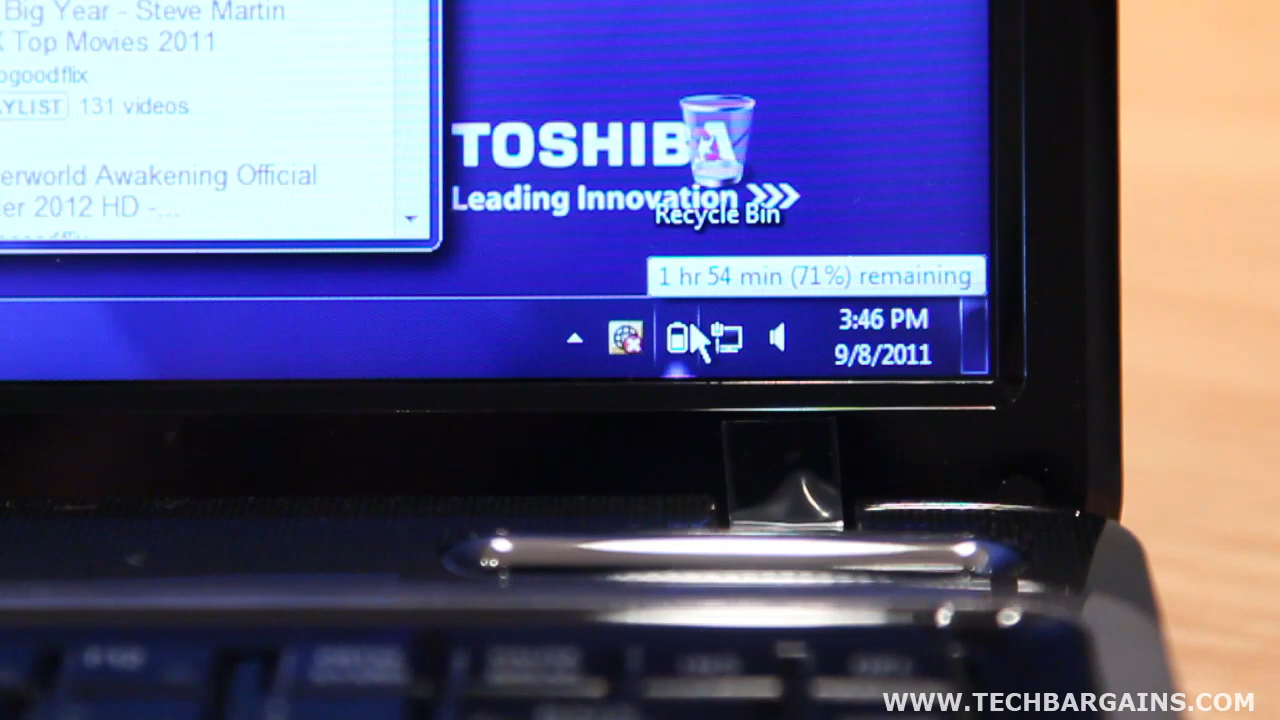 Big Year - Steve Martin
Top Movies 2011
ogoodflix
AYLIST 131 videos
erworld Awakening Official
er 2012 HD -...
TOSHIBA
Leading Innovation >>>
Recycle Bin
1 hr 54 min (71%) remaining
3:46 PM
9/8/2011
WWW.TECHBARGAINS.COM